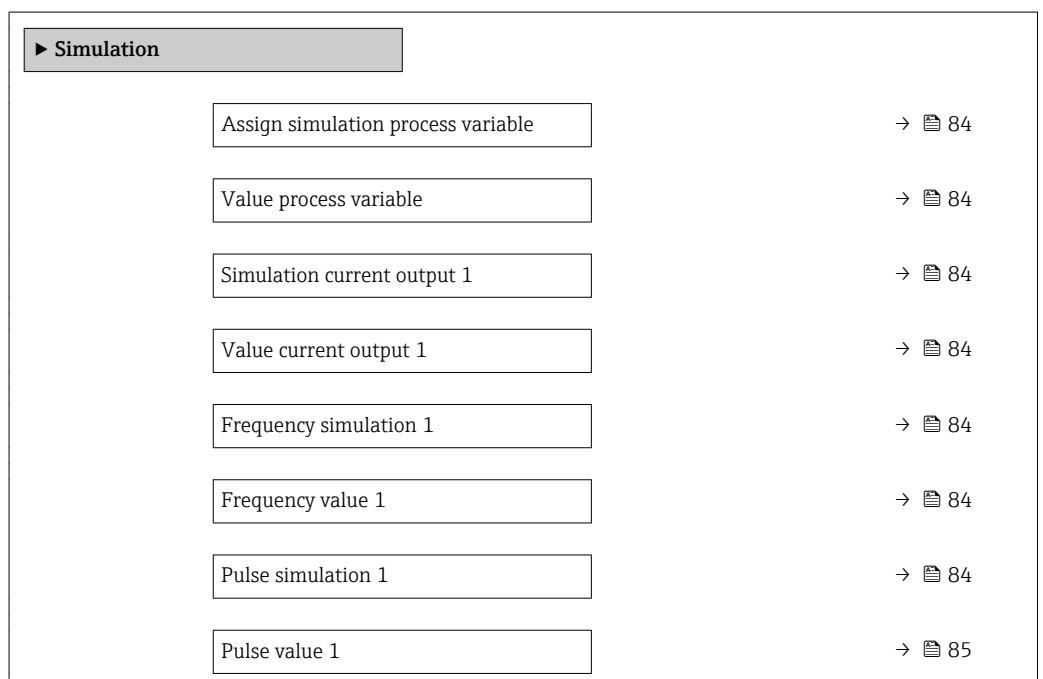 ▶ Simulation
Assign simulation process variable → 84
Value process variable → 84
Simulation current output 1 → 84
Value current output 1 → 84
Frequency simulation 1 → 84
Frequency value 1 → 84
Pulse simulation 1 → 84
Pulse value 1 → 85